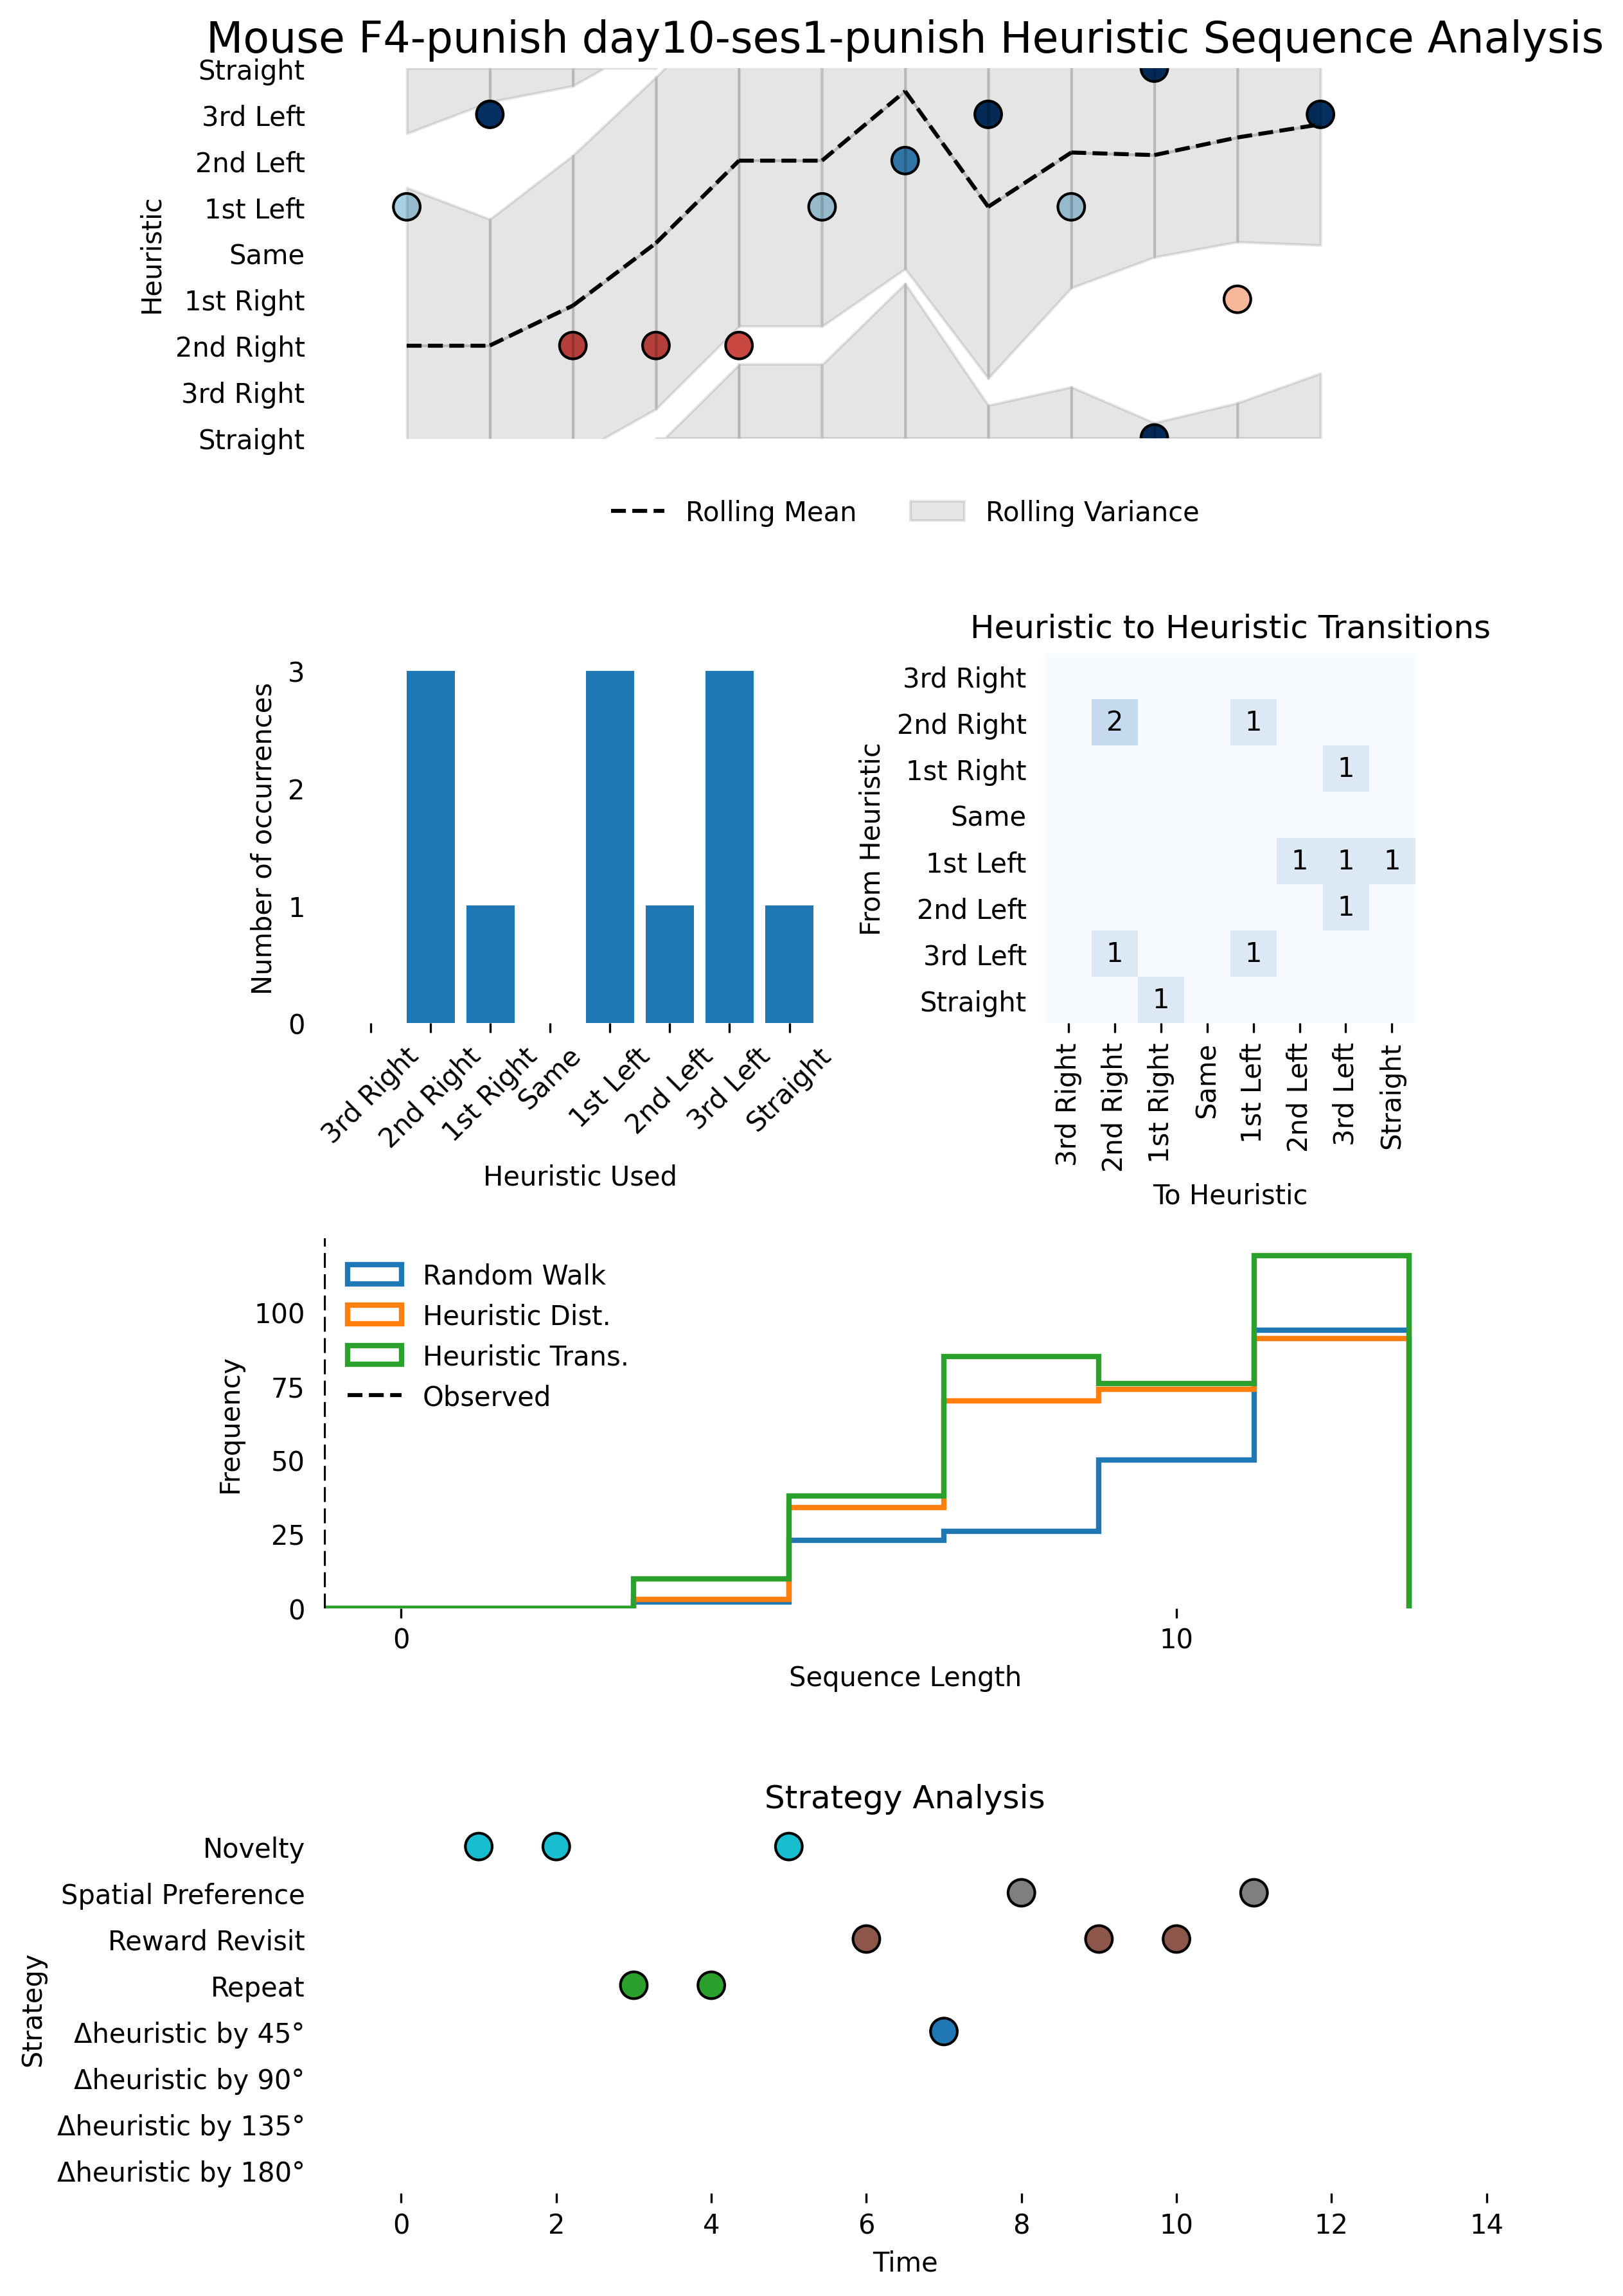 Mouse F4-punish day10-ses1-punish Heuristic Sequence Analysis
Heuristic
Straight
3rd Left
2nd Left
1st Left
Same
1st Right
2nd Right
3rd Right
Straight
Rolling Mean
Rolling Variance
Number of occurrences
3
2
1
0
3rd Right
2nd Right
1st Right
Same
1st Left
2nd Left
3rd Left
Straight
Heuristic Used
Heuristic to Heuristic Transitions
From Heuristic
3rd Right
2nd Right
1st Right
Same
1st Left
2nd Left
3rd Left
Straight
2 1
1
1 1 1
1
1 1
1
3rd Right
2nd Right
1st Right
Same
1st Left
2nd Left
3rd Left
Straight
To Heuristic
Random Walk
Heuristic Dist.
Heuristic Trans.
Observed
Frequency
100
75
50
25
0
0 10
Sequence Length
Strategy Analysis
Strategy
Novelty
Spatial Preference
Reward Revisit
Repeat
Δheuristic by 45°
Δheuristic by 90°
Δheuristic by 135°
Δheuristic by 180°
0 2 4 6 8 10 12 14
Time